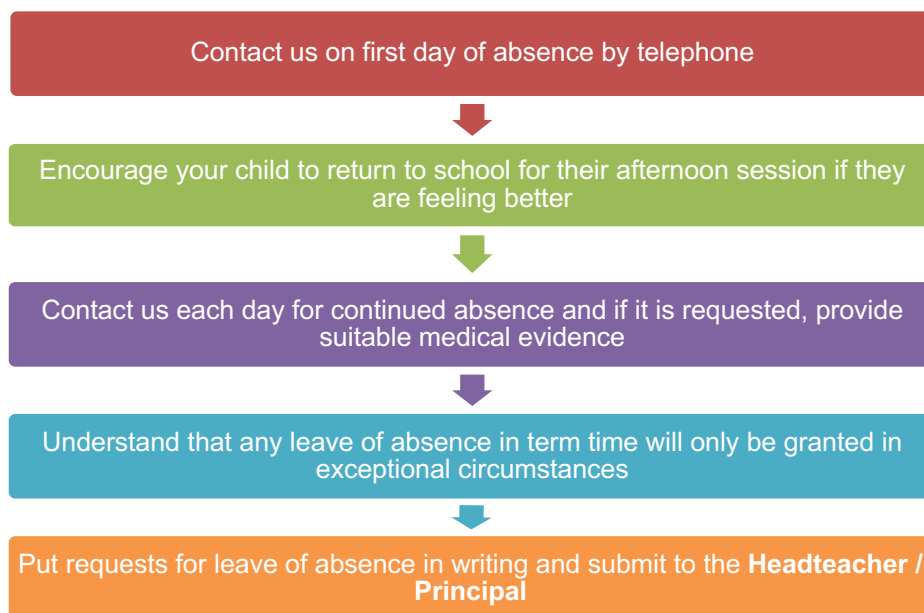 Contact us on first day of absence by telephone
Encourage your child to return to school for their afternoon session if they
are feeling better
Contact us each day for continued absence and if it is requested, provide
suitable medical evidence
Understand that any leave of absence in term time will only be granted in
exceptional circumstances
Put requests for leave of absence in writing and submit to the Headteacher /
Principal